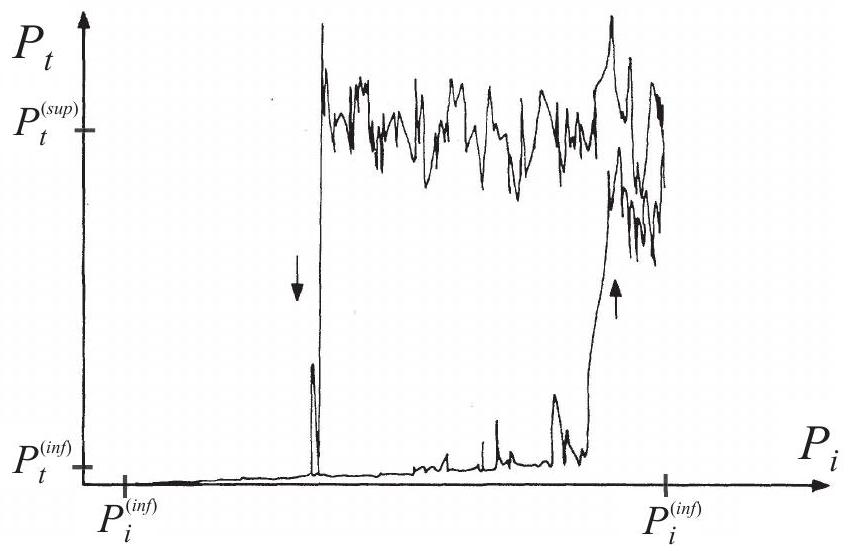 P_t
P_t^(sup)
P_t^(inf)
P_i
P_i^(inf)
P_i^(inf)